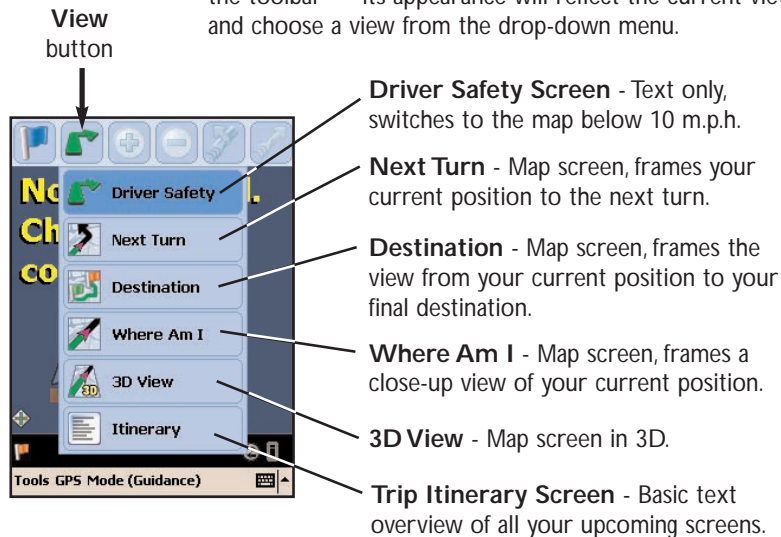 the toolbar — its appearance will reflect the current view
and choose a view from the drop-down menu.
View
button
Driver Safety Screen - Text only,
switches to the map below 10 m.p.h.
Next Turn - Map screen, frames your
current position to the next turn.
Destination - Map screen, frames the
view from your current position to your
final destination.
Where Am I - Map screen, frames a
close-up view of your current position.
3D View - Map screen in 3D.
Trip Itinerary Screen - Basic text
overview of all your upcoming screens.
Driver Safety
Next Turn
Destination
Where Am I
3D
3D View
Itinerary
Tools GPS Mode (Guidance)